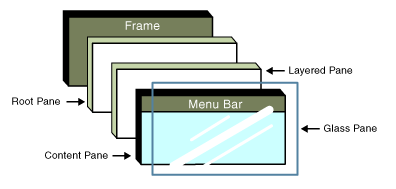 Frame
Layered Pane
Root Pane
Menu Bar
Glass Pane
Content Pane